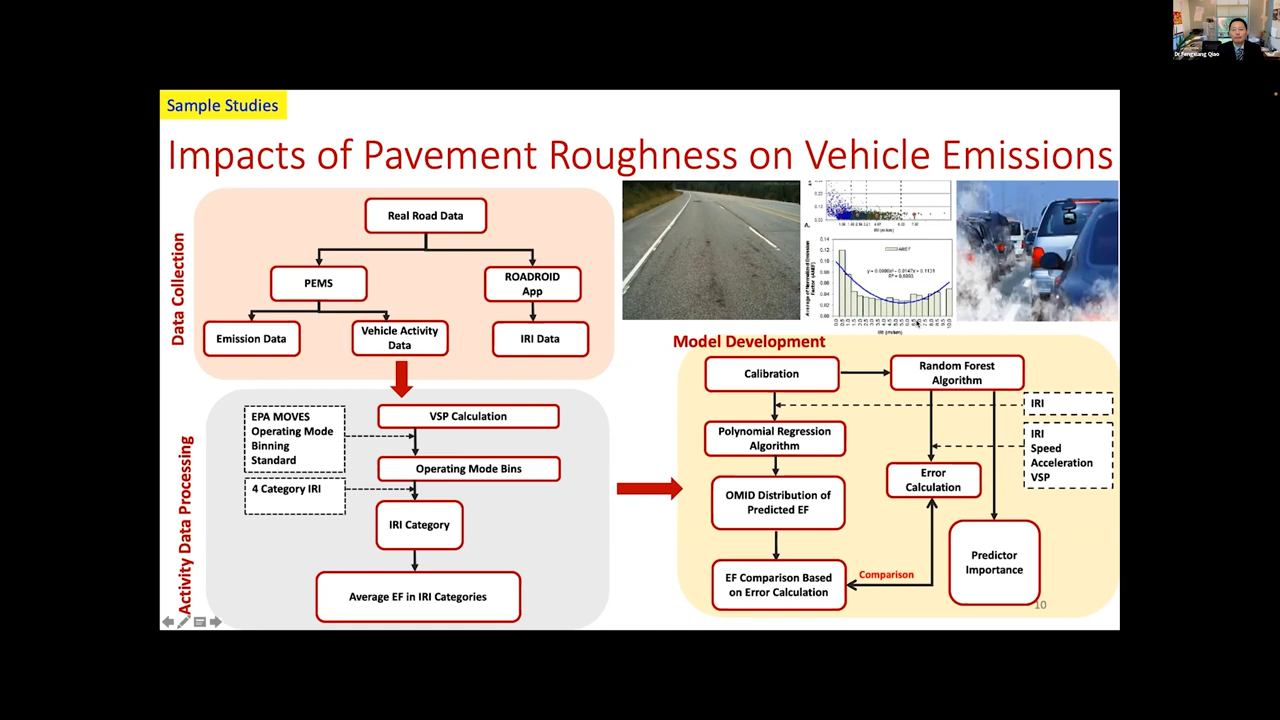 Dr Fengxiang Qiao
Sample Studies
Impacts of Pavement Roughness on Vehicle Emissions
Data Collection
Real Road Data
PEMS
ROADROID
App
Emission Data
Vehicle Activity
Data
IRI Data
Activity Data Processing
EPA MOVES
Operating Mode
Binning
Standard
4 Category IRI
VSP Calculation
Operating Mode Bins
IRI Category
Average EF in IRI Categories
Model Development
Calibration
Random Forest
Algorithm
IRI
Polynomial Regression
Algorithm
IRI
Speed
Acceleration
VSP
Error
Calculation
OMID Distribution of
Predicted EF
Predictor
Importance
EF Comparison Based
on Error Calculation
Comparison
10